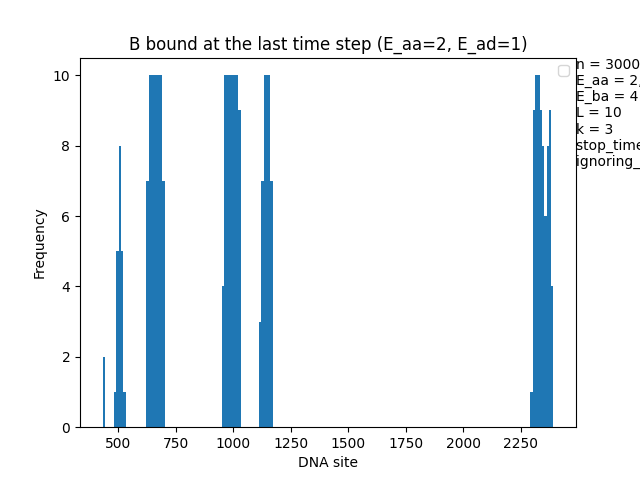 B bound at the last time step (E_aa=2, E_ad=1)
n = 3000
E_aa = 2,
E_ba = 4
L = 10
k = 3
stop_time
ignoring_
10
8
6
4
2
0
Frequency
500
750
1000
1250
1500
1750
2000
2250
DNA site